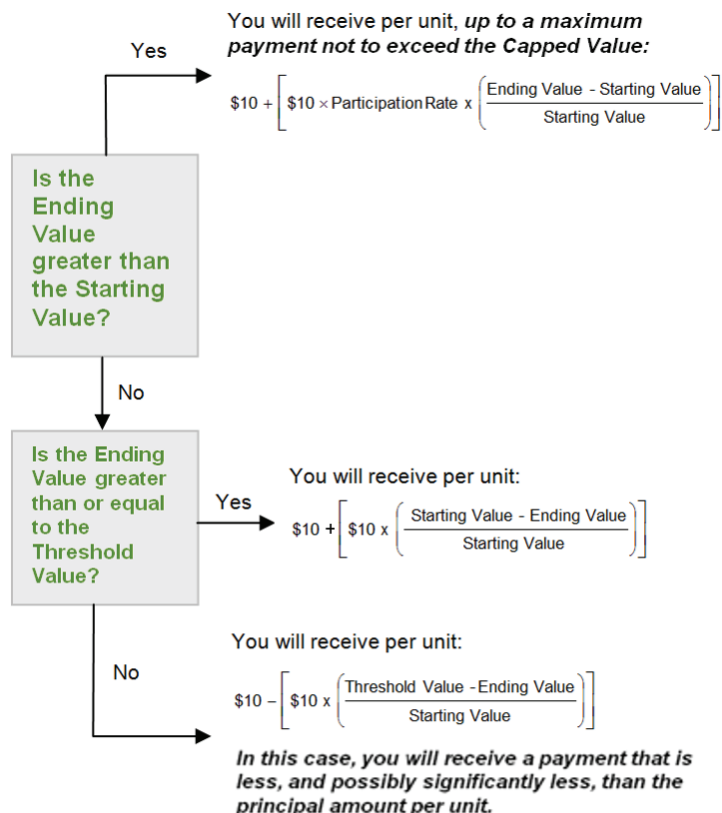 You will receive per unit, up to a maximum
payment not to exceed the Capped Value:
Yes
$10 + [ $10 × Participation Rate x ( Ending Value - Starting Value
Starting Value ) ]
Is the
Ending
Value
greater than
the Starting
Value?
No
Is the Ending
Value greater
than or equal
to the
Threshold
Value?
Yes
You will receive per unit:
$10 + [ $10 x ( Starting Value - Ending Value
Starting Value ) ]
No
You will receive per unit:
$10 – [ $10 x ( Threshold Value - Ending Value
Starting Value ) ]
In this case, you will receive a payment that is
less, and possibly significantly less, than the
principal amount per unit.